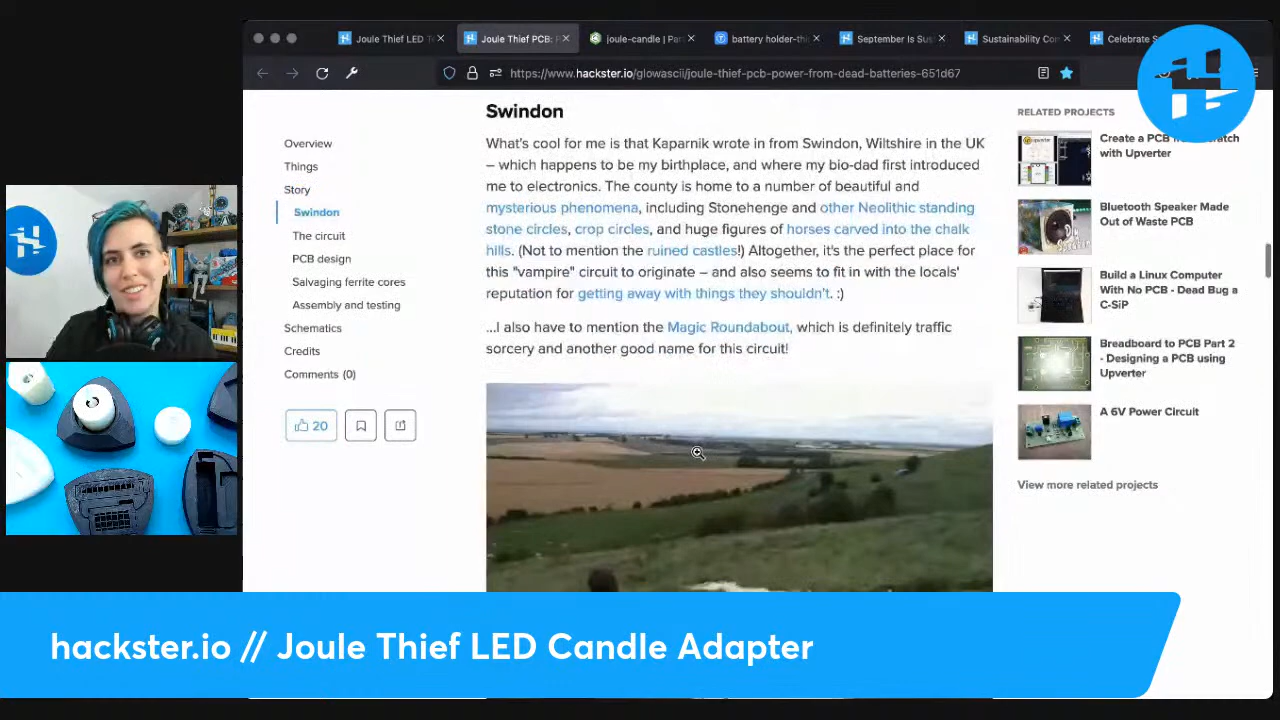 Joule Thief LED
Joule Thief PCB:
joule-candle |
battery holder-thi
September Is Sus
Sustainability Con
Celebrate
https://www.hackster.io/glowascii/joule-thief-pcb-power-from-dead-batteries-651d67
Overview
Things
Story
Swindon
The circuit
PCB design
Salvaging ferrite cores
Assembly and testing
Schematics
Credits
Comments (0)
20
Swindon
What's cool for me is that Kaparnik wrote in from Swindon, Wiltshire in the UK
– which happens to be my birthplace, and where my bio-dad first introduced
me to electronics. The county is home to a number of beautiful and
mysterious phenomena, including Stonehenge and other Neolithic standing
stone circles, crop circles, and huge figures of horses carved into the chalk
hills. (Not to mention the ruined castles!) Altogether, it's the perfect place for
this "vampire" circuit to originate – and also seems to fit in with the locals'
reputation for getting away with things they shouldn't. :)
...I also have to mention the Magic Roundabout, which is definitely traffic
sorcery and another good name for this circuit!
RELATED PROJECTS
Create a PCB from Scratch
with Upverter
Bluetooth Speaker Made
Out of Waste PCB
Build a Linux Computer
With No PCB - Dead Bug a
C-SiP
Breadboard to PCB Part 2
- Designing a PCB using
Upverter
A 6V Power Circuit
View more related projects
hackster.io // Joule Thief LED Candle Adapter